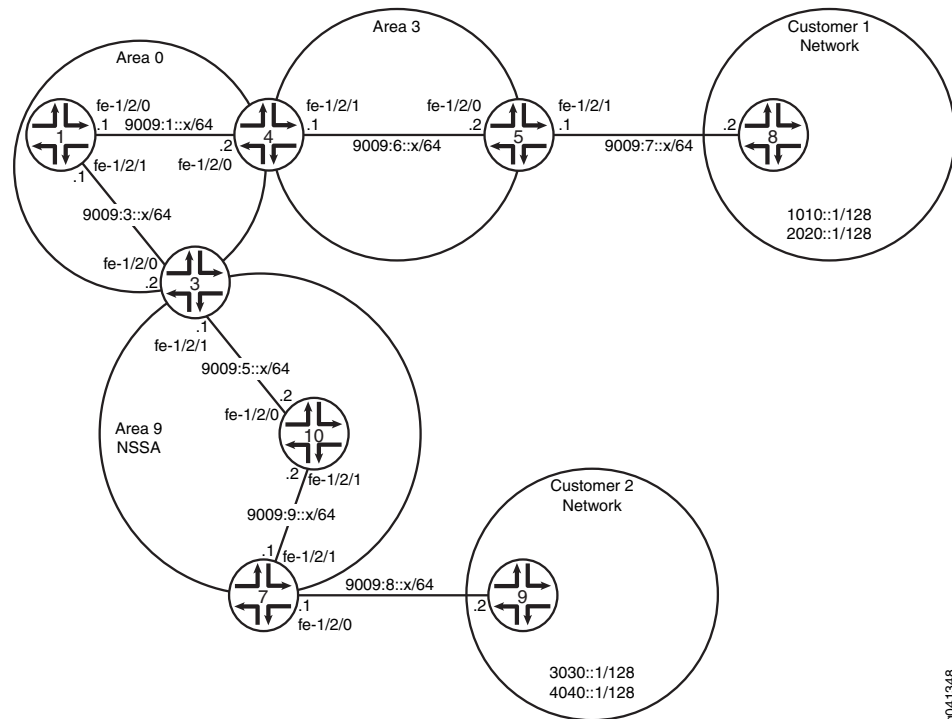 Area 0
Area 3
Customer 1
Network
fe-1/2/0
.1
9009:1::x/64
.2
fe-1/2/0
1
4
fe-1/2/1
.1
9009:6::x/64
fe-1/2/0
.2
5
fe-1/2/1
.1
9009:7::x/64
.2
8
1010::1/128
2020::1/128
fe-1/2/1
.1
9009:3::x/64
fe-1/2/0
.2
3
.1
fe-1/2/1
9009:5::x/64
.2
fe-1/2/0
10
Area 9
NSSA
.2
fe-1/2/1
9009:9::x/64
.1
fe-1/2/1
7
.1
fe-1/2/0
9009:8::x/64
Customer 2
Network
.2
9
3030::1/128
4040::1/128
g041348